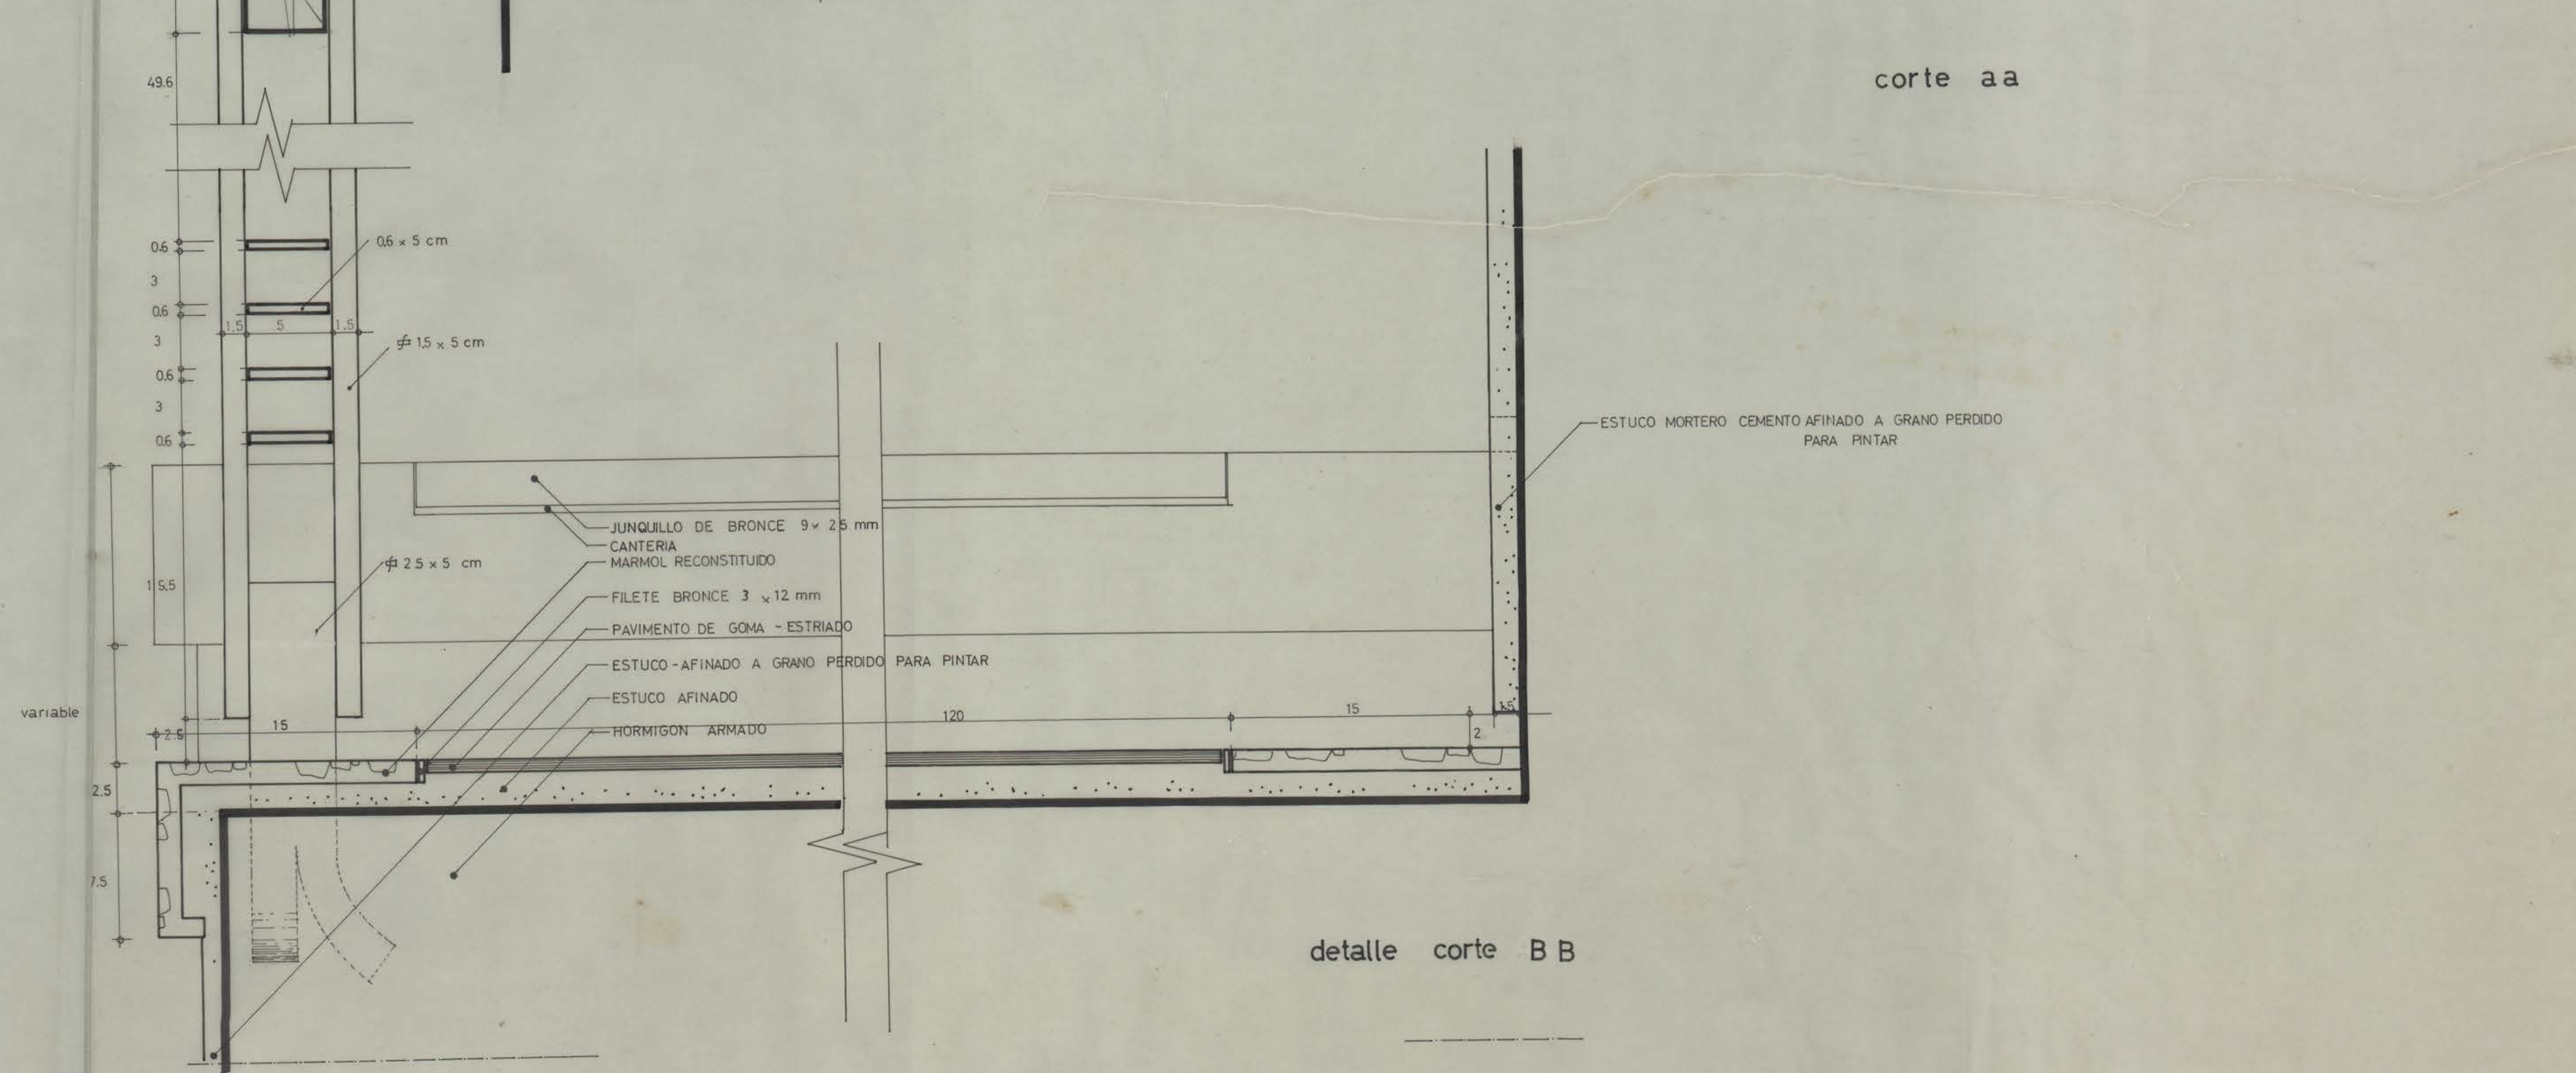 49.6
corte aa
0.6
0.6 × 5 cm
3
0.6
1.5
5
1.5
3
1.5 × 5 cm
0.6
3
0.6
ESTUCO MORTERO CEMENTO AFINADO A GRANO PERDIDO
PARA PINTAR
JUNQUILLO DE BRONCE 9 × 25 mm
CANTERIA
MARMOL RECONSTITUIDO
2.5 × 5 cm
15.5
FILETE BRONCE 3 × 12 mm
PAVIMENTO DE GOMA - ESTRIADO
ESTUCO - AFINADO A GRANO PERDIDO PARA PINTAR
ESTUCO AFINADO
variable
2.5
15
HORMIGON ARMADO
120
15
1.5
2
2.5
7.5
detalle corte BB